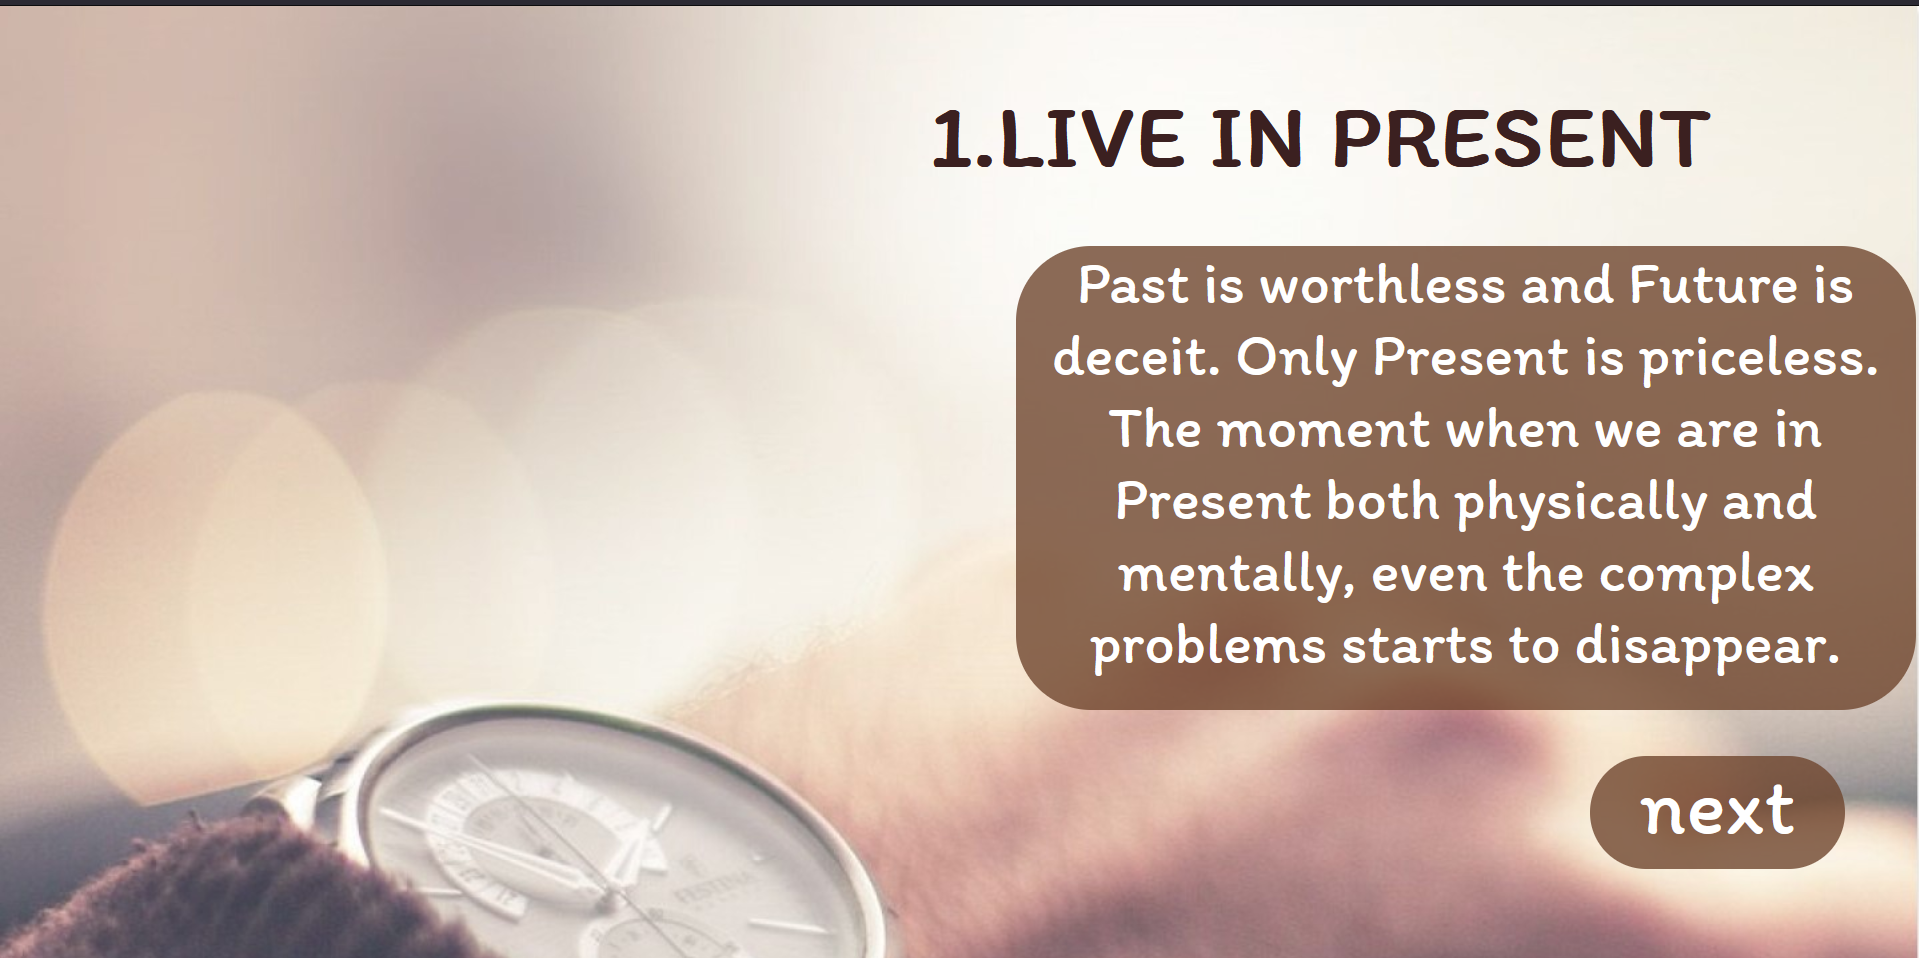 1.LIVE IN PRESENT
Past is worthless and Future is
deceit. Only Present is priceless.
The moment when we are in
Present both physically and
mentally, even the complex
problems starts to disappear.
next
FESTINA